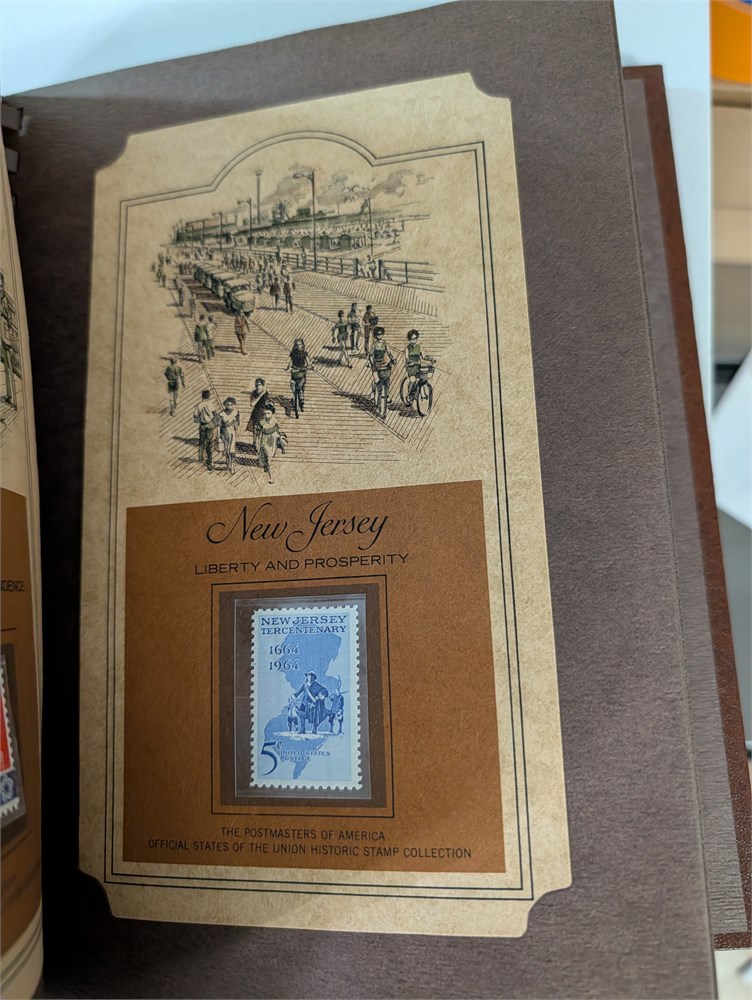 New Jersey
LIBERTY AND PROSPERITY
NEW JERSEY
TERCENTENARY
1664
1964
5¢
UNITED STATES
POSTAGE
THE POSTMASTERS OF AMERICA
OFFICIAL STATES OF THE UNION HISTORIC STAMP COLLECTION